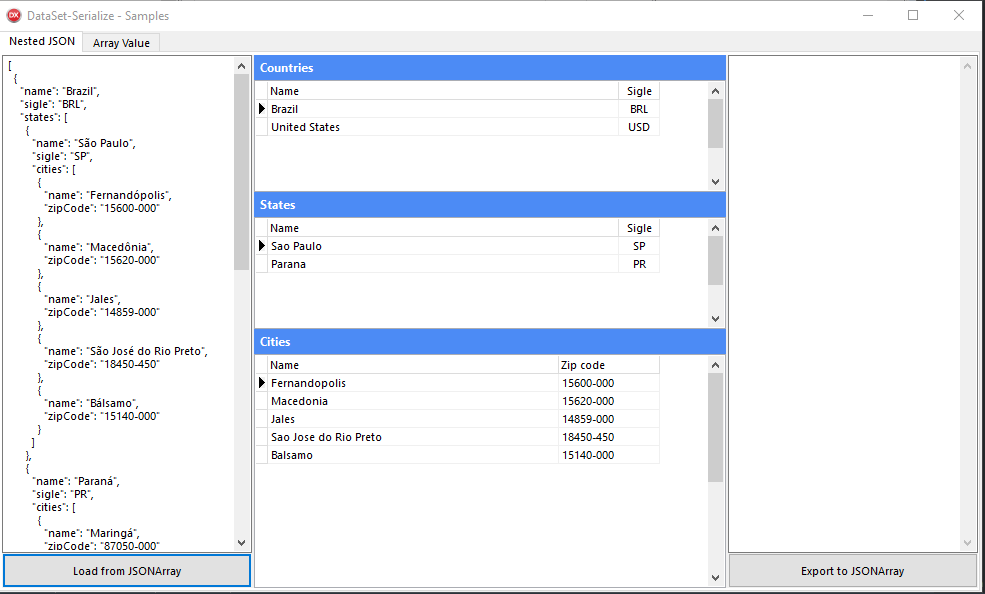 DX DataSet-Serialize - Samples
Nested JSON Array Value
[
{
"name": "Brazil",
"sigle": "BRL",
"states": [
{
"name": "São Paulo",
"sigle": "SP",
"cities": [
{
"name": "Fernandópolis",
"zipCode": "15600-000"
},
{
"name": "Macedônia",
"zipCode": "15620-000"
},
{
"name": "Jales",
"zipCode": "14859-000"
},
{
"name": "São José do Rio Preto",
"zipCode": "18450-450"
},
{
"name": "Bálsamo",
"zipCode": "15140-000"
}
]
},
{
"name": "Paraná",
"sigle": "PR",
"cities": [
{
"name": "Maringá",
"zipCode": "87050-000"
Load from JSONArray
Countries
Name Sigle
Brazil BRL
United States USD
States
Name Sigle
Sao Paulo SP
Parana PR
Cities
Name Zip code
Fernandopolis 15600-000
Macedonia 15620-000
Jales 14859-000
Sao Jose do Rio Preto 18450-450
Balsamo 15140-000
Export to JSONArray